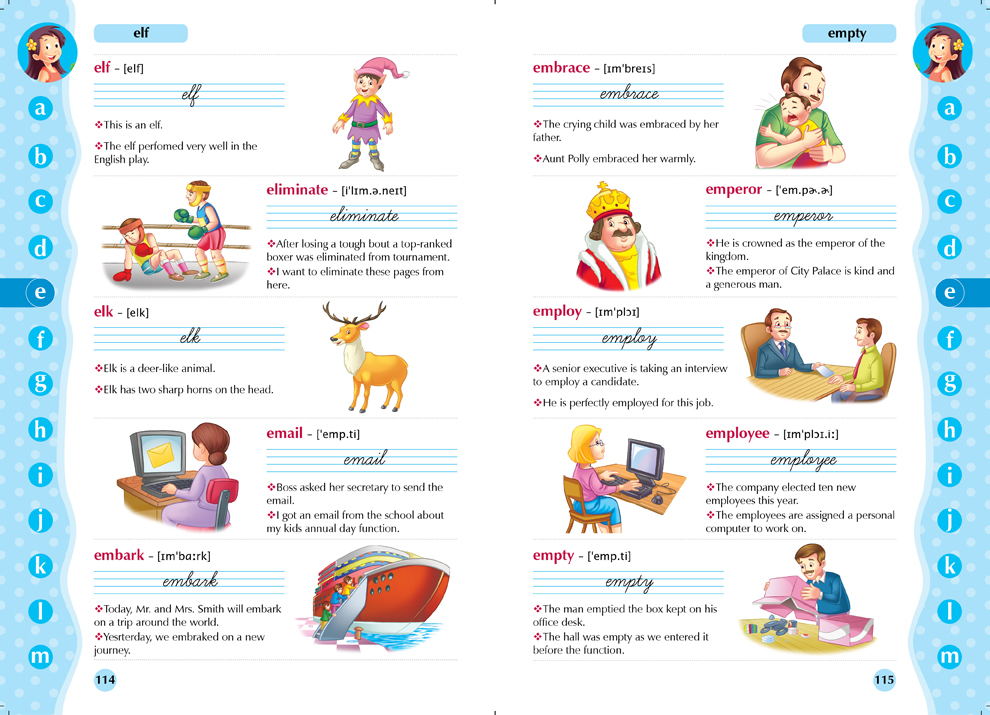 elf
a
b
c
d
e
f
g
h
i
j
k
l
m
elf – [elf]
elf
❖This is an elf.
❖The elf perfomed very well in the
English play.
eliminate – [i'lɪm.ə.neɪt]
eliminate
❖After losing a tough bout a top-ranked
boxer was eliminated from tournament.
❖I want to eliminate these pages from
here.
elk – [elk]
elk
❖Elk is a deer-like animal.
❖Elk has two sharp horns on the head.
email – ['emp.ti]
email
❖Boss asked her secretary to send the
email.
❖I got an email from the school about
my kids annual day function.
embark – [ɪm'bɑːrk]
embark
❖Today, Mr. and Mrs. Smith will embark
on a trip around the world.
❖Yesrterday, we embraked on a new
journey.
114
empty
embrace – [ɪm'breɪs]
embrace
❖The crying child was embraced by her
father.
❖Aunt Polly embraced her warmly.
emperor – ['em.pɚ.ɚ]
emperor
❖He is crowned as the emperor of the
kingdom.
❖The emperor of City Palace is kind and
a generous man.
employ – [ɪm'plɔɪ]
employ
❖A senior executive is taking an interview
to employ a candidate.
❖He is perfectly employed for this job.
employee – [ɪm'plɔɪ.iː]
employee
❖The company elected ten new
employees this year.
❖The employees are assigned a personal
computer to work on.
empty – ['emp.ti]
empty
❖The man emptied the box kept on his
office desk.
❖The hall was empty as we entered it
before the function.
115
a
b
c
d
e
f
g
h
i
j
k
l
m